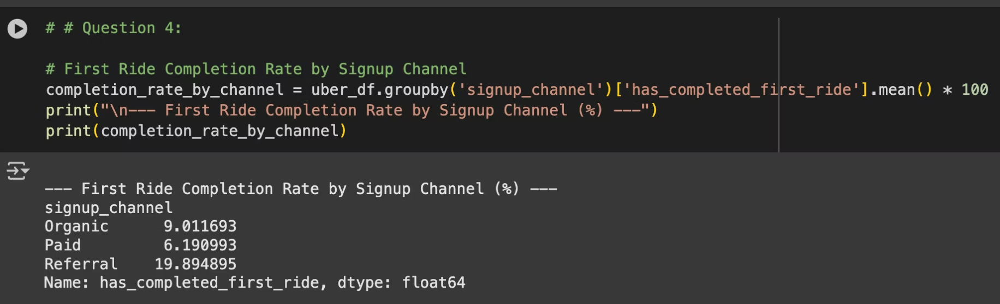 # # Question 4:
# First Ride Completion Rate by Signup Channel
completion_rate_by_channel = uber_df.groupby('signup_channel')['has_completed_first_ride'].mean() * 100
print("\n--- First Ride Completion Rate by Signup Channel (%) ---")
print(completion_rate_by_channel)
--- First Ride Completion Rate by Signup Channel (%) ---
signup_channel
Organic      9.011693
Paid         6.190993
Referral    19.894895
Name: has_completed_first_ride, dtype: float64